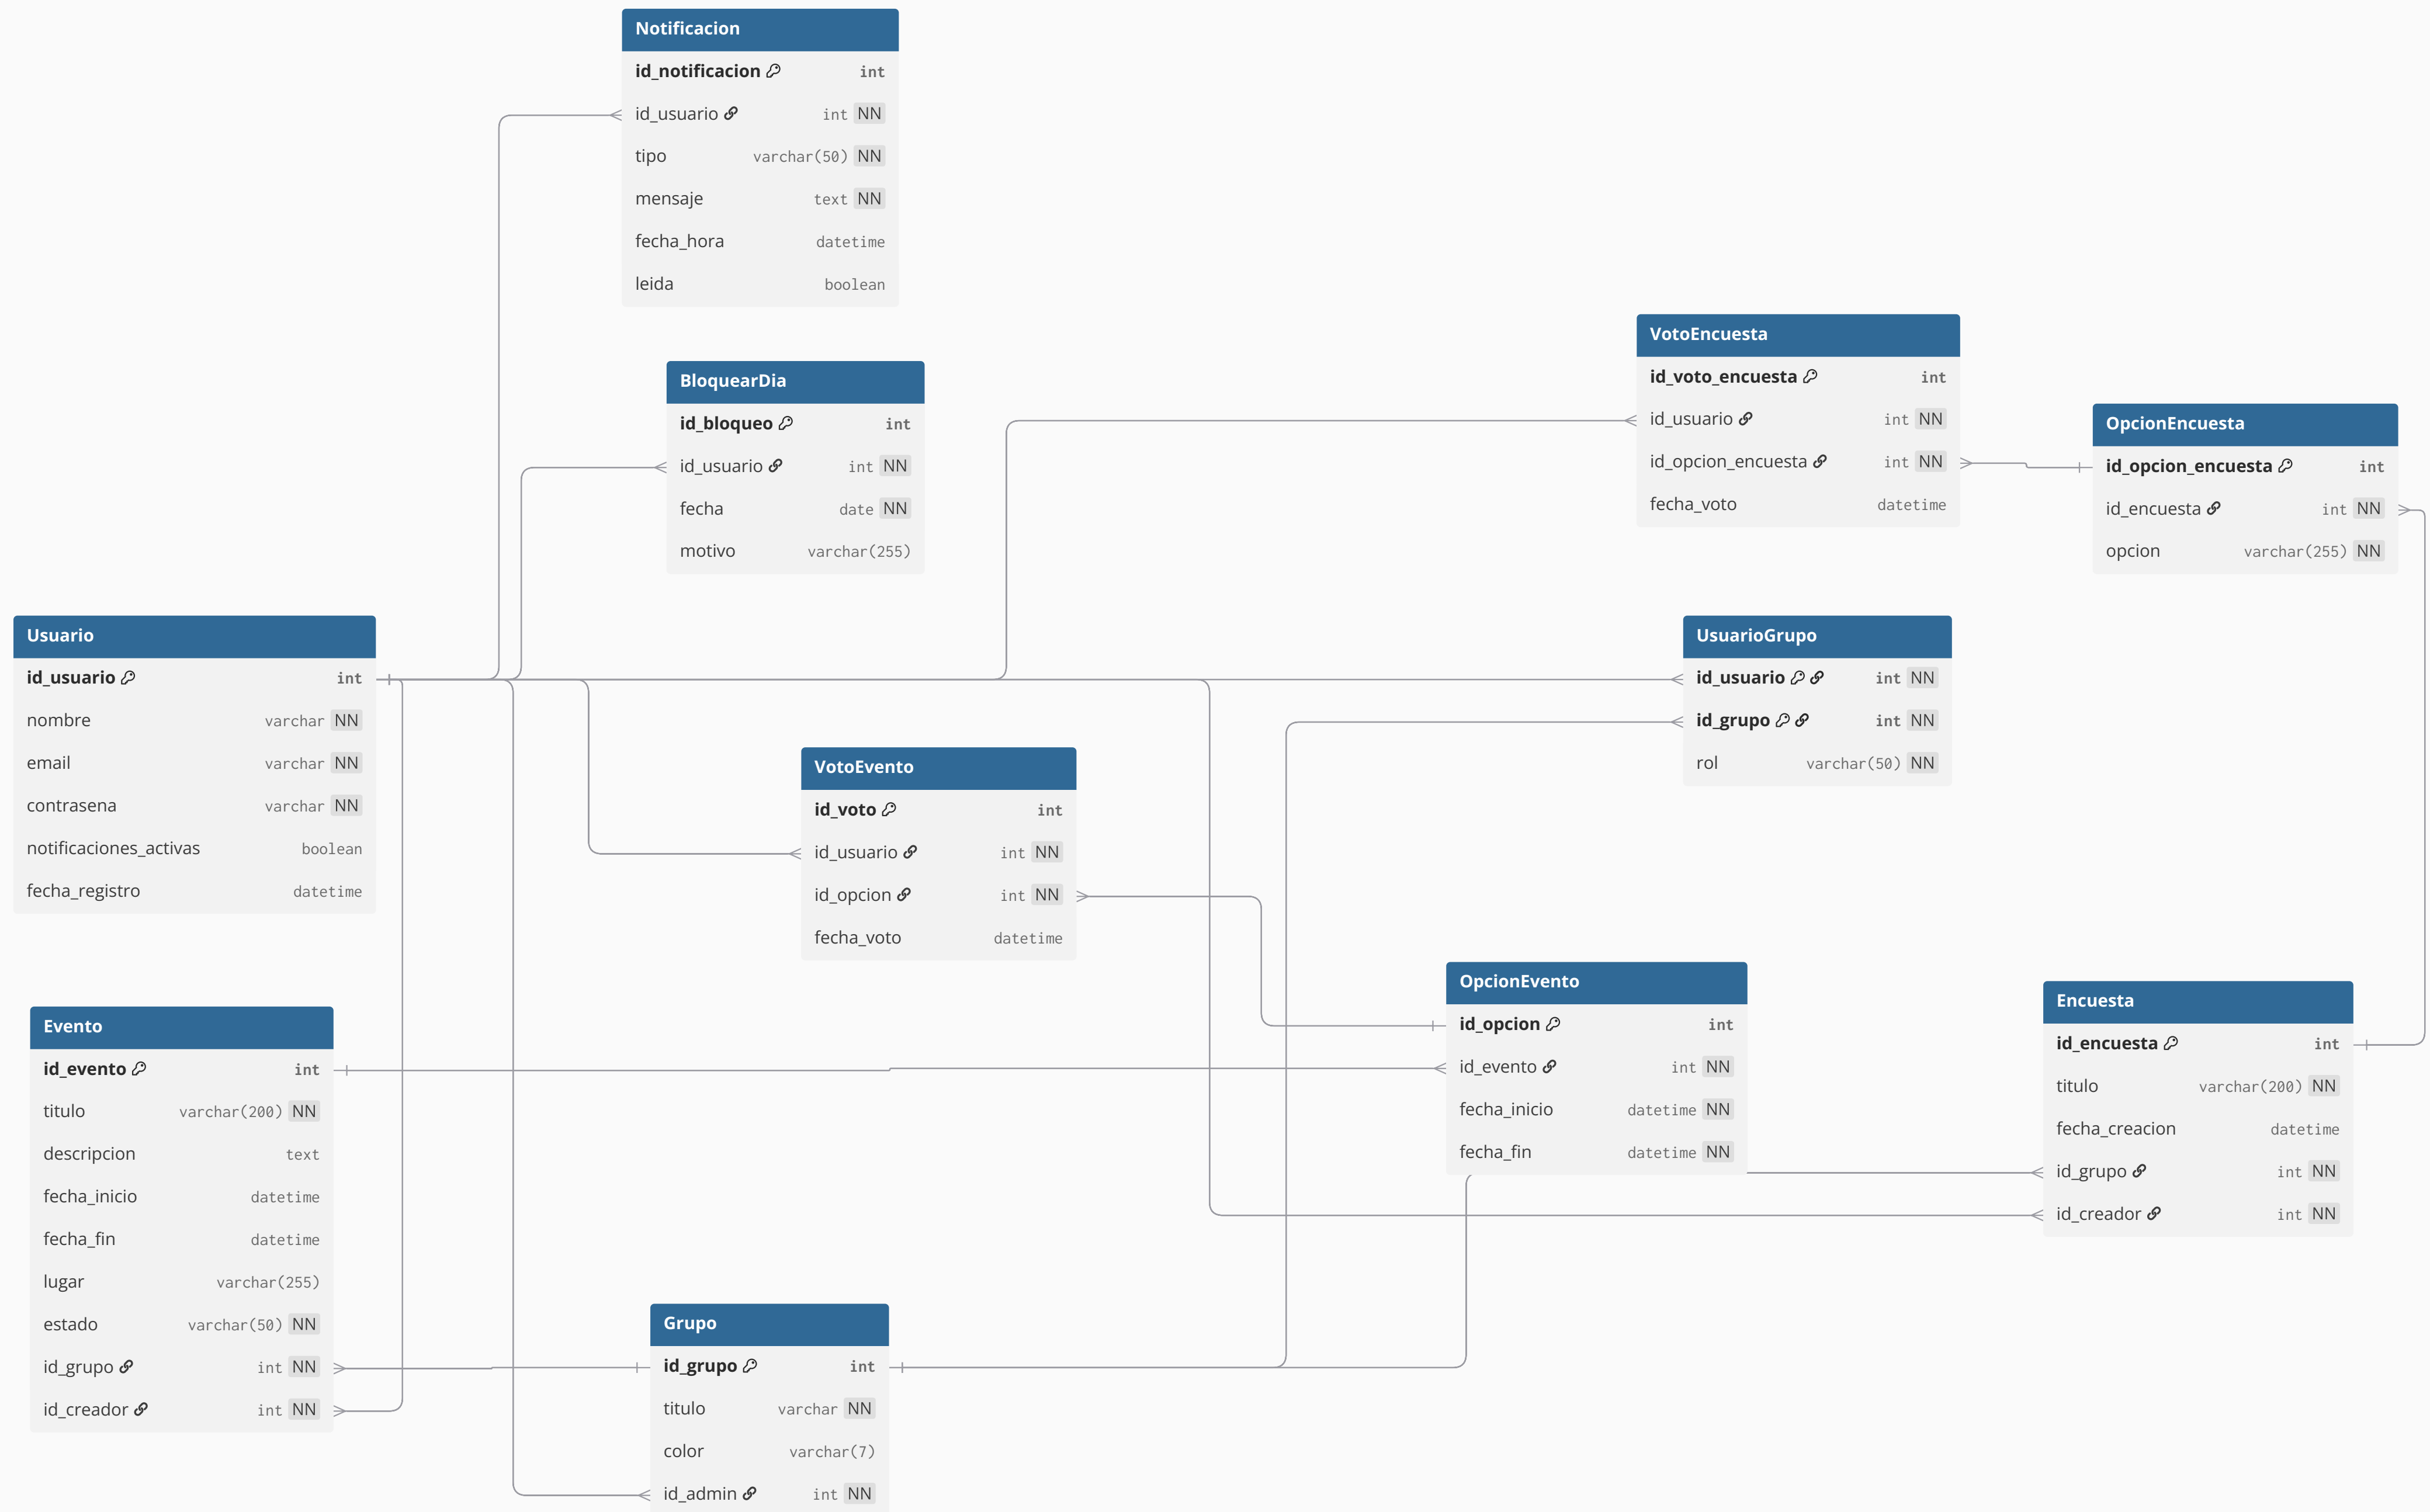 Notificacion
id_notificacion int
id_usuario int NN
tipo varchar(50) NN
mensaje text NN
fecha_hora datetime
leida boolean
BloquearDia
id_bloqueo int
id_usuario int NN
fecha date NN
motivo varchar(255)
VotoEncuesta
id_voto_encuesta int
id_usuario int NN
id_opcion_encuesta int NN
fecha_voto datetime
OpcionEncuesta
id_opcion_encuesta int
id_encuesta int NN
opcion varchar(255) NN
Usuario
id_usuario int
nombre varchar NN
email varchar NN
contrasena varchar NN
notificaciones_activas boolean
fecha_registro datetime
UsuarioGrupo
id_usuario int NN
id_grupo int NN
rol varchar(50) NN
VotoEvento
id_voto int
id_usuario int NN
id_opcion int NN
fecha_voto datetime
OpcionEvento
id_opcion int
id_evento int NN
fecha_inicio datetime NN
fecha_fin datetime NN
Encuesta
id_encuesta int
titulo varchar(200) NN
fecha_creacion datetime
id_grupo int NN
id_creador int NN
Evento
id_evento int
titulo varchar(200) NN
descripcion text
fecha_inicio datetime
fecha_fin datetime
lugar varchar(255)
estado varchar(50) NN
id_grupo int NN
id_creador int NN
Grupo
id_grupo int
titulo varchar NN
color varchar(7)
id_admin int NN